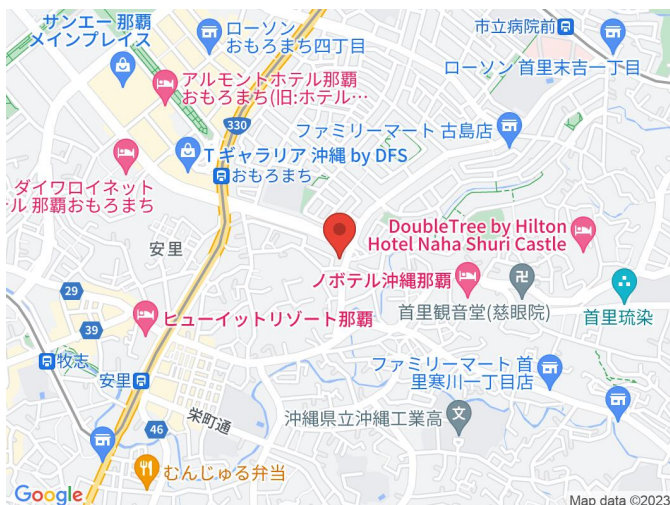 サンエー 那覇
メインプレイス
ローソン
おもろまち四丁目
市立病院前
ローソン 首里末吉一丁目
アルモントホテル那覇
おもろまち(旧:ホテル…
330
ファミリーマート 古島店
T ギャラリア 沖縄 by DFS
おもろまち
ダイワロイネット
ル 那覇おもろまち
DoubleTree by Hilton
Hotel Naha Shuri Castle
安里
ノボテル沖縄那覇
卍
首里観音堂(慈眼院)
首里琉染
29
39
ヒューイットリゾート那覇
牧志
安里
ファミリーマート 首
里寒川一丁目店
栄町通
46
沖縄県立沖縄工業高
文
むんじゅる弁当
Google
Map data ©2023